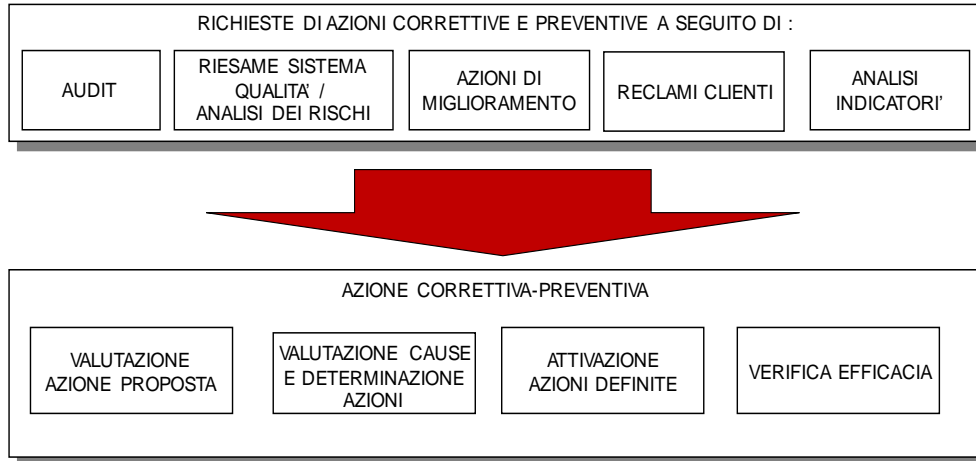 RICHIESTE DI AZIONI CORRETTIVE E PREVENTIVE A SEGUITO DI :
AUDIT
RIESAME SISTEMA
QUALITA' /
ANALISI DEI RISCHI
AZIONI DI
MIGLIORAMENTO
RECLAMI CLIENTI
ANALISI
INDICATORI'
AZIONE CORRETTIVA-PREVENTIVA
VALUTAZIONE
AZIONE PROPOSTA
VALUTAZIONE CAUSE
E DETERMINAZIONE
AZIONI
ATTIVAZIONE
AZIONI DEFINITE
VERIFICA EFFICACIA